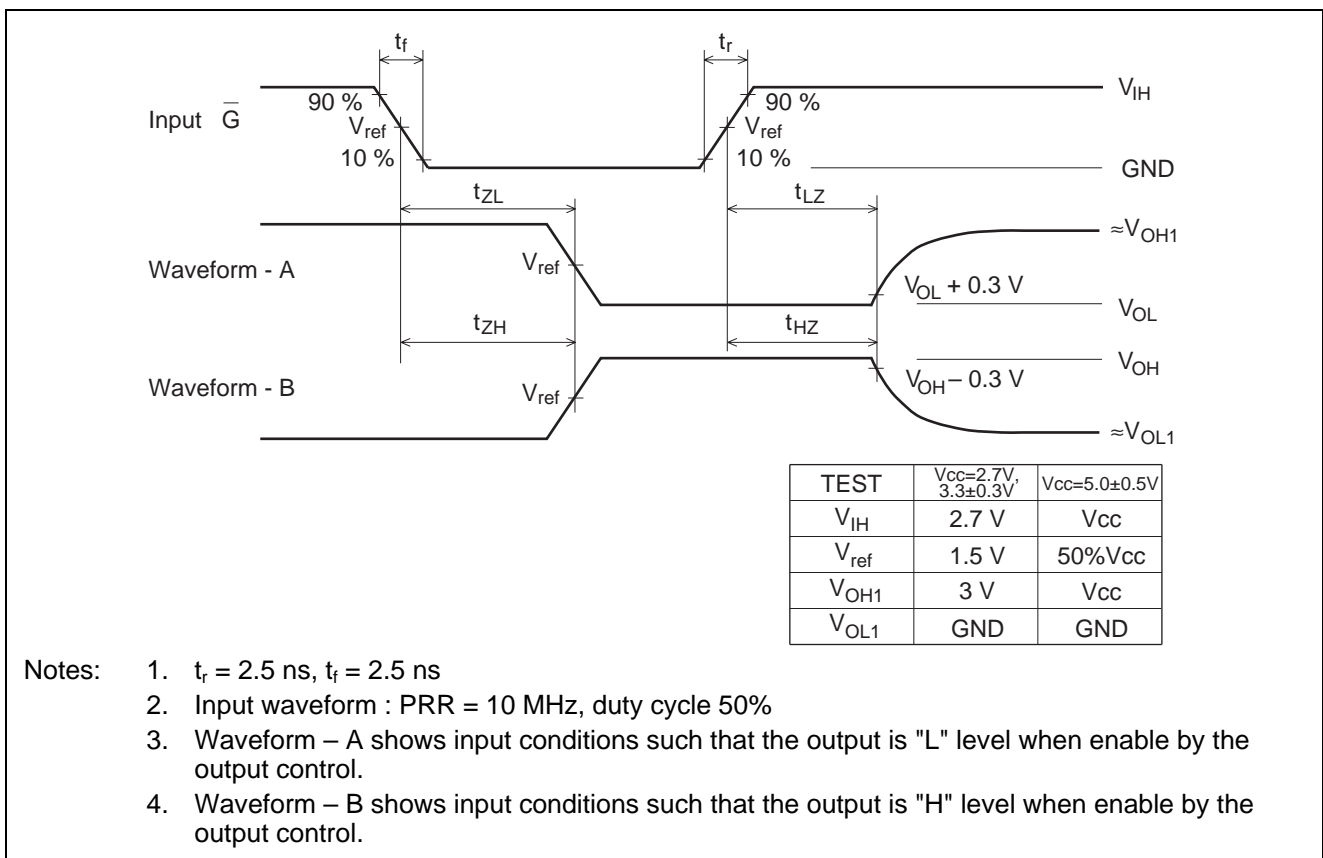 tf tr
90 % 90 % VIH
Input G̅ Vref Vref
10 % 10 % GND
tZL tLZ
≈VOH1
Waveform - A Vref VOL + 0.3 V
VOL
tZH tHZ
VOH
Waveform - B Vref VOH – 0.3 V
≈VOL1
TEST Vcc=2.7V, 3.3±0.3V Vcc=5.0±0.5V
VIH 2.7 V Vcc
Vref 1.5 V 50%Vcc
VOH1 3 V Vcc
VOL1 GND GND
Notes: 1. tr = 2.5 ns, tf = 2.5 ns
2. Input waveform : PRR = 10 MHz, duty cycle 50%
3. Waveform – A shows input conditions such that the output is "L" level when enable by the
output control.
4. Waveform – B shows input conditions such that the output is "H" level when enable by the
output control.